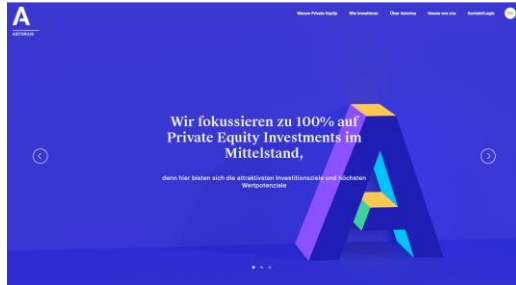 A
ASTORIUS
Warum Private Equity Wie investieren Über Astorius Neues von uns Kontakt/Login
Wir fokussieren zu 100% auf
Private Equity Investments im
Mittelstand,
denn hier bieten sich die attraktivsten Investitionsziele und höchsten
Wertpotenziale